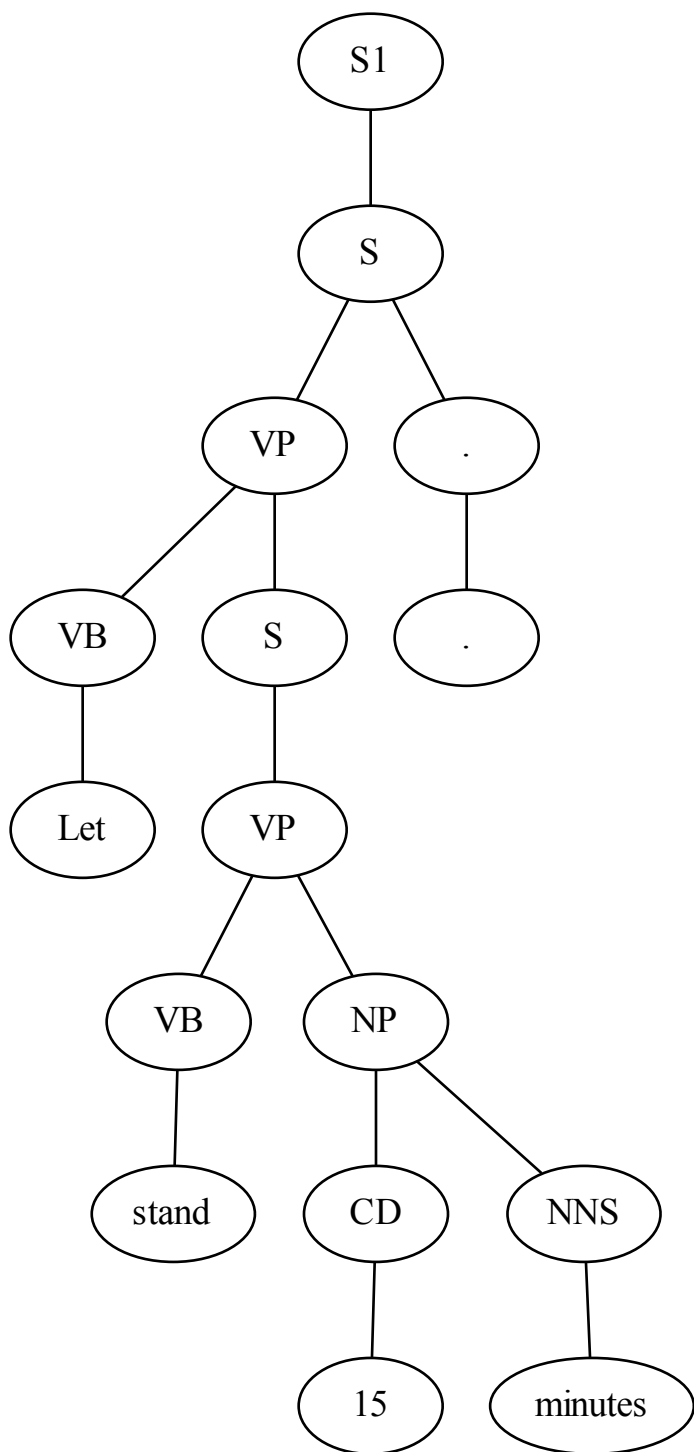 S1
S
VP .
VB S .
Let VP
VB NP
stand CD NNS
15 minutes